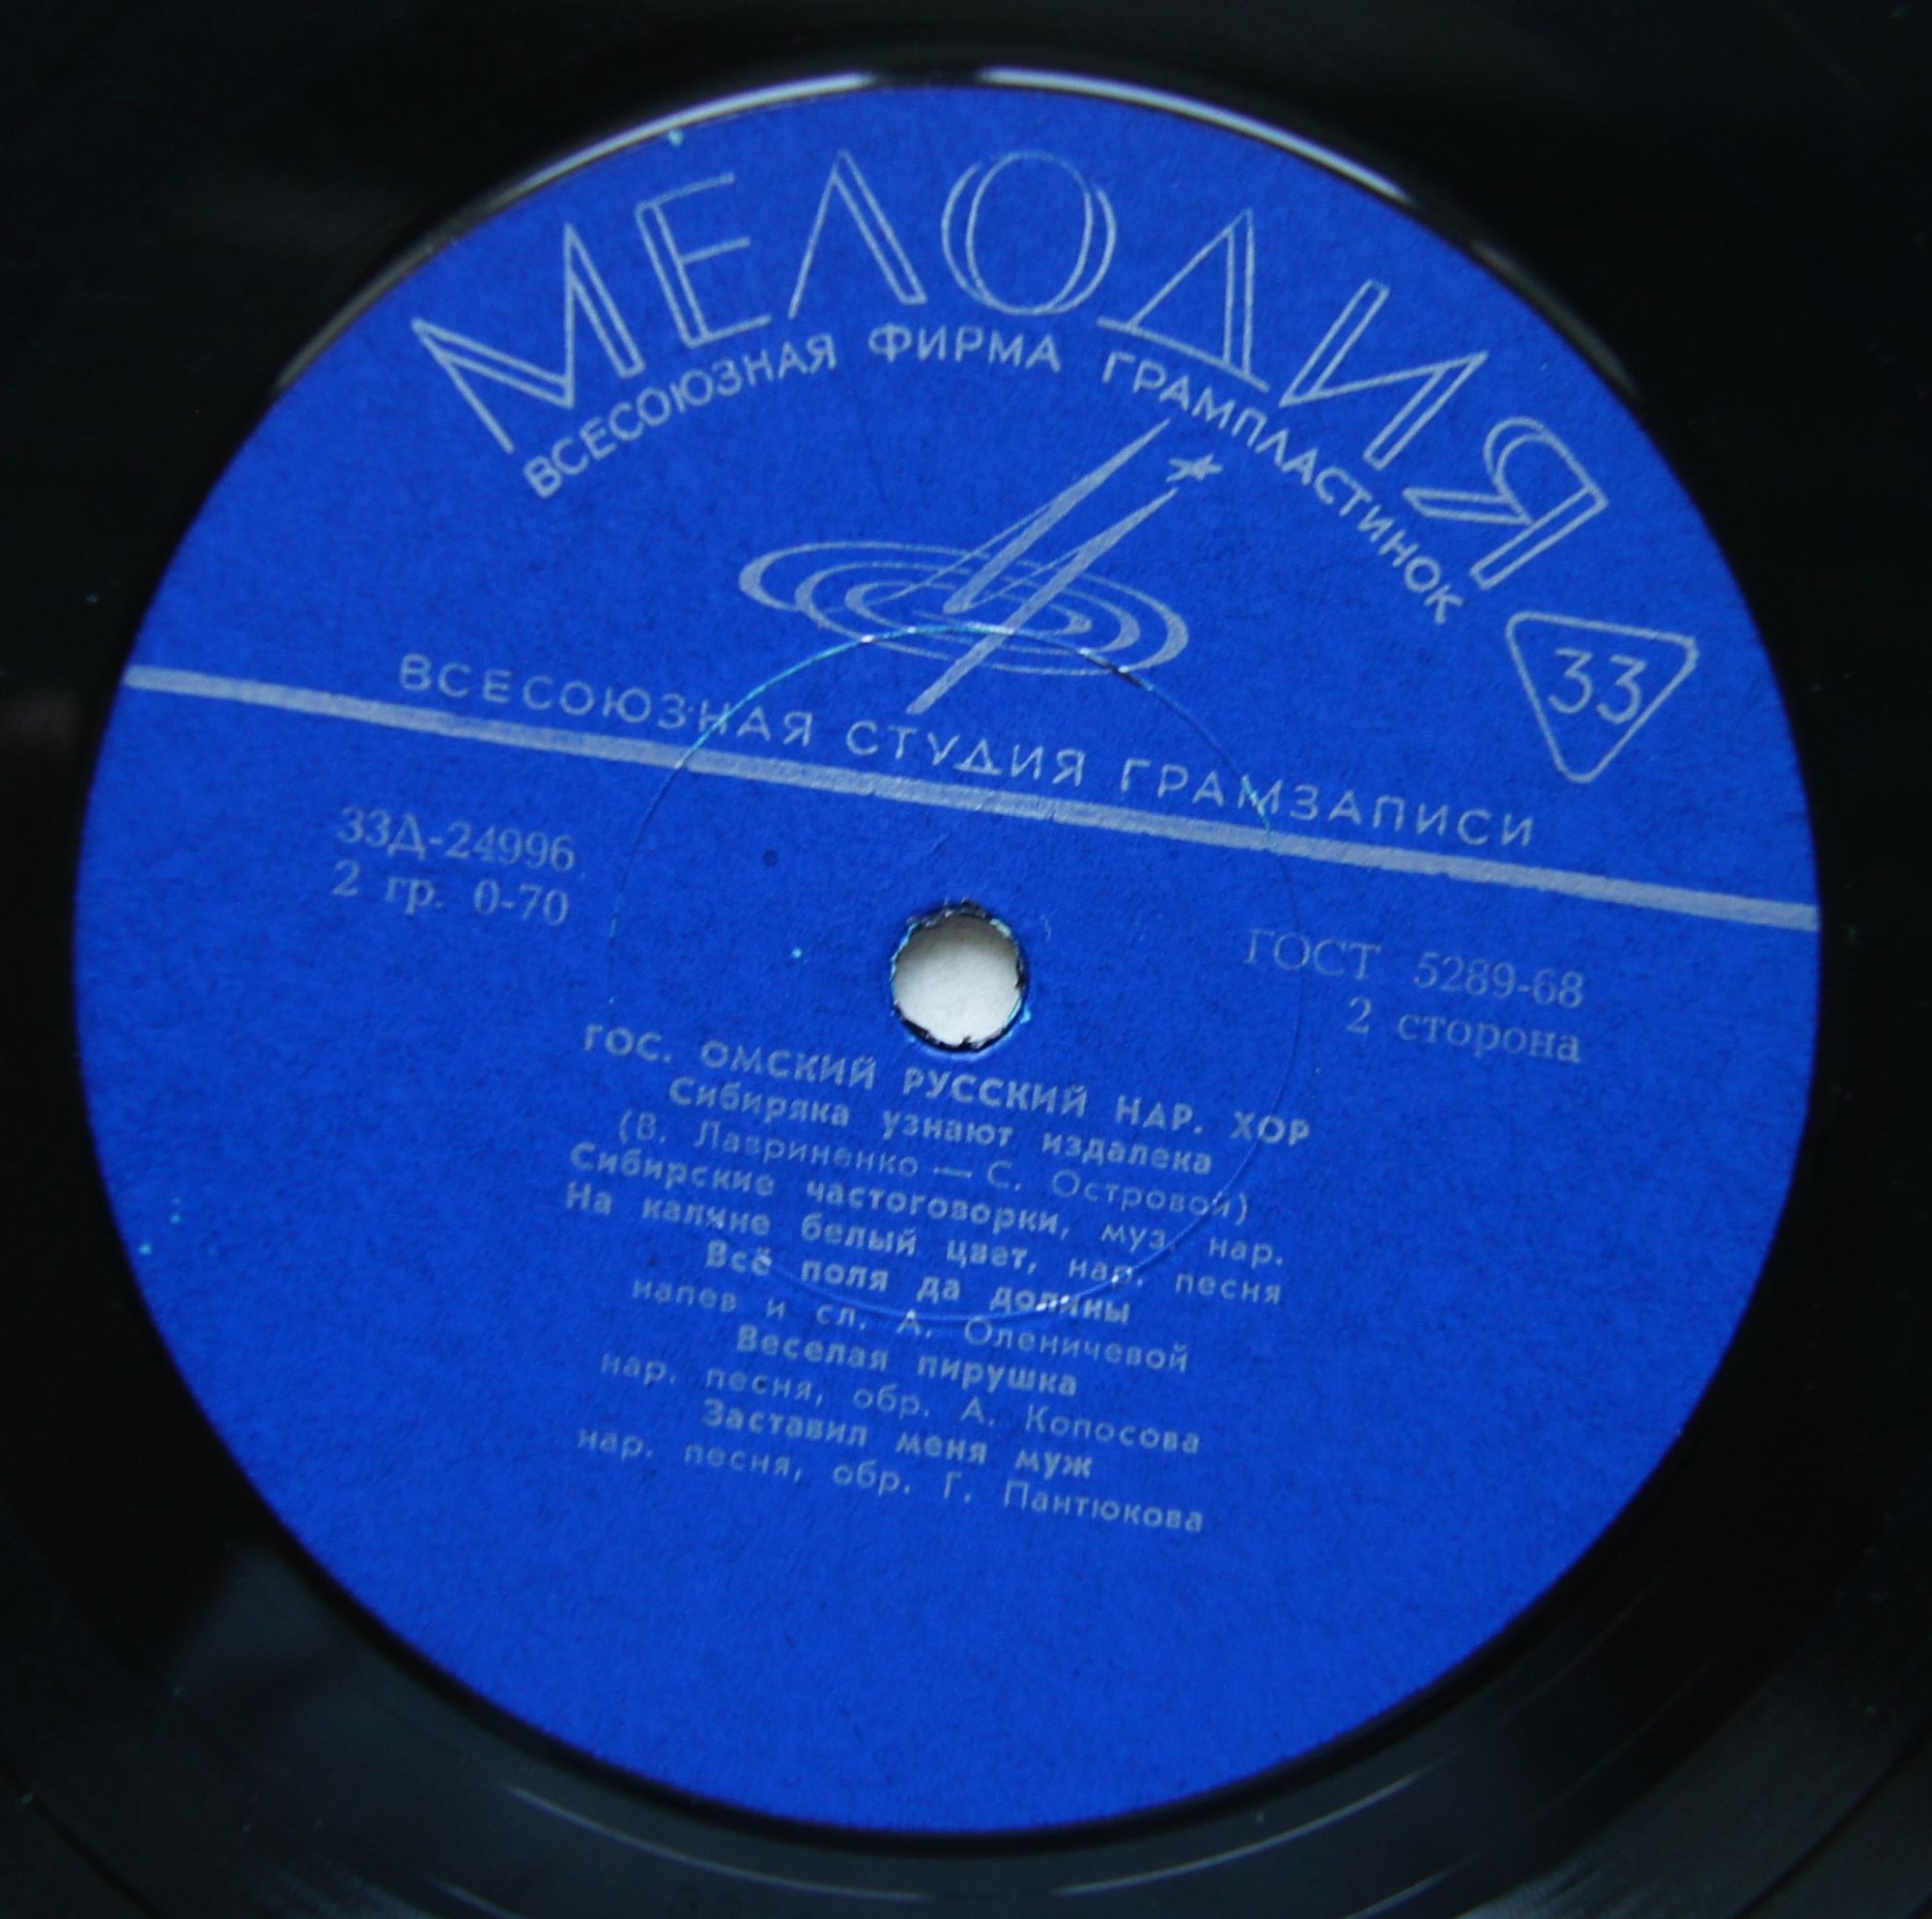 МЕЛОДИЯ
ВСЕСОЮЗНАЯ ФИРМА ГРАМПЛАСТИНОК
33
ВСЕСОЮЗНАЯ СТУДИЯ ГРАМЗАПИСИ
33Д-24996
2 гр. 0-70
ГОСТ 5289-68
2 сторона
ГОС. ОМСКИЙ РУССКИЙ НАР. ХОР
Сибиряка узнают издалека
(В. Лавриненко — С. Островой)
Сибирские частоговорки, муз. нар.
На калине белый цвет, нар. песня
Всё поля да долины
напев и сл. А. Оленичевой
Веселая пирушка
нар. песня, обр. А. Копосова
Заставил меня муж
нар. песня, обр. Г. Пантюкова